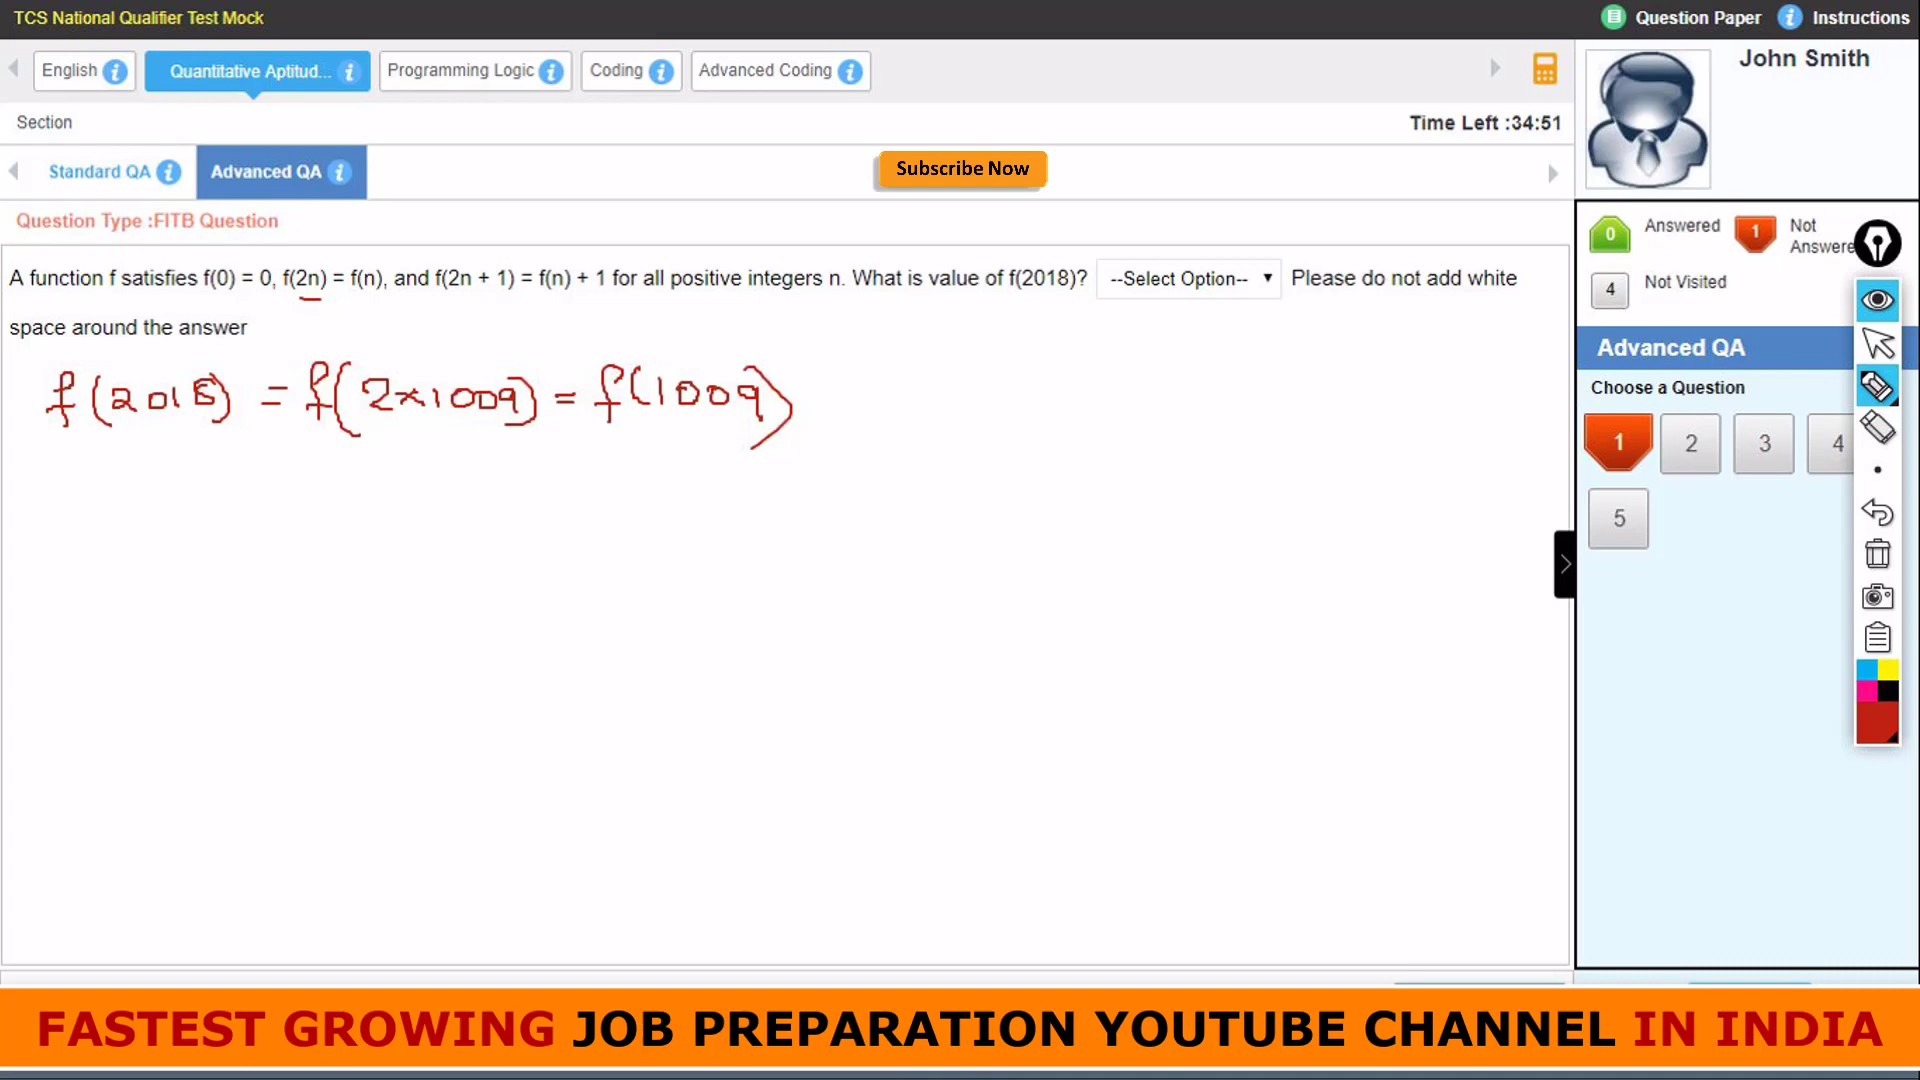 TCS National Qualifier Test Mock
Question Paper
Instructions
English
Quantitative Aptitud...
Programming Logic
Coding
Advanced Coding
John Smith
Section
Time Left :34:51
Standard QA
Advanced QA
Subscribe Now
Question Type :FITB Question
A function f satisfies f(0) = 0, f(2n) = f(n), and f(2n + 1) = f(n) + 1 for all positive integers n. What is value of f(2018)? --Select Option-- Please do not add white
space around the answer
f(2018) = f(2×1009) = f(1009)
0 Answered
1 Not
Answere
4 Not Visited
Advanced QA
Choose a Question
1 2 3 4
5
FASTEST GROWING JOB PREPARATION YOUTUBE CHANNEL IN INDIA